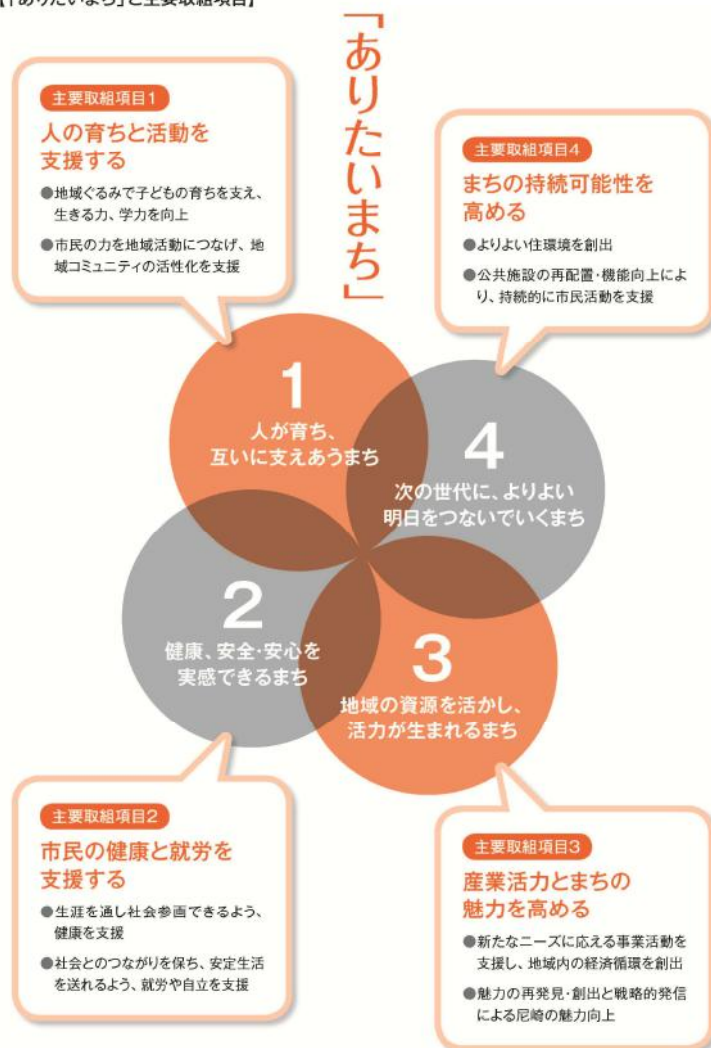 【「ありたいまち」と主要取組項目】
「ありたいまち」
主要取組項目1
人の育ちと活動を
支援する
●地域ぐるみで子どもの育ちを支え、
生きる力、学力を向上
●市民の力を地域活動につなげ、地
域コミュニティの活性化を支援
主要取組項目4
まちの持続可能性を
高める
●よりよい住環境を創出
●公共施設の再配置・機能向上によ
り、持続的に市民活動を支援
1
人が育ち、
互いに支えあうまち
4
次の世代に、よりよい
明日をつないでいくまち
2
健康、安全・安心を
実感できるまち
3
地域の資源を活かし、
活力が生まれるまち
主要取組項目2
市民の健康と就労を
支援する
●生涯を通し社会参画できるよう、
健康を支援
●社会とのつながりを保ち、安定生活
を送れるよう、就労や自立を支援
主要取組項目3
産業活力とまちの
魅力を高める
●新たなニーズに応える事業活動を
支援し、地域内の経済循環を創出
●魅力の再発見・創出と戦略的発信
による尼崎の魅力向上